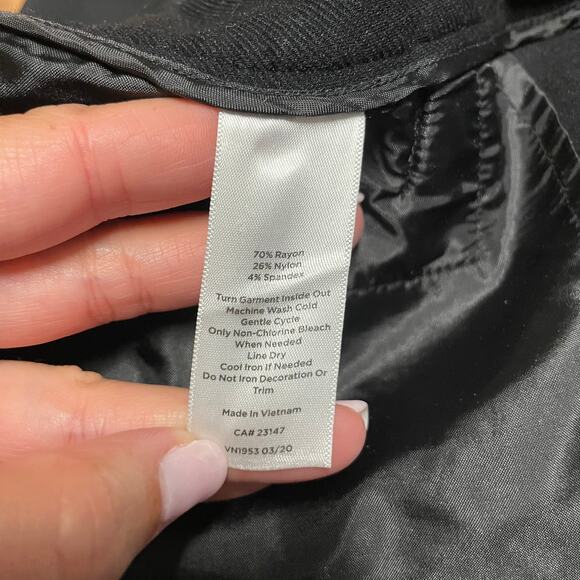 70% Rayon
26% Nylon
4% Spandex
Turn Garment Inside Out
Machine Wash Cold
Gentle Cycle
Only Non-Chlorine Bleach
When Needed
Line Dry
Cool Iron If Needed
Do Not Iron Decoration Or
Trim
Made In Vietnam
CA# 23147
VN1953 03/20